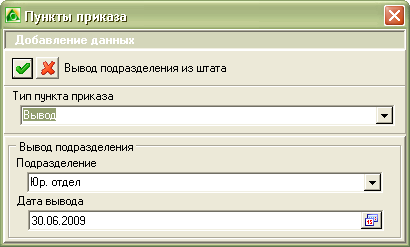 Пункты приказа
Добавление данных
Вывод подразделения из штата
Тип пункта приказа
Вывод
Вывод подразделения
Подразделение
Юр. отдел
Дата вывода
30.06.2009
15